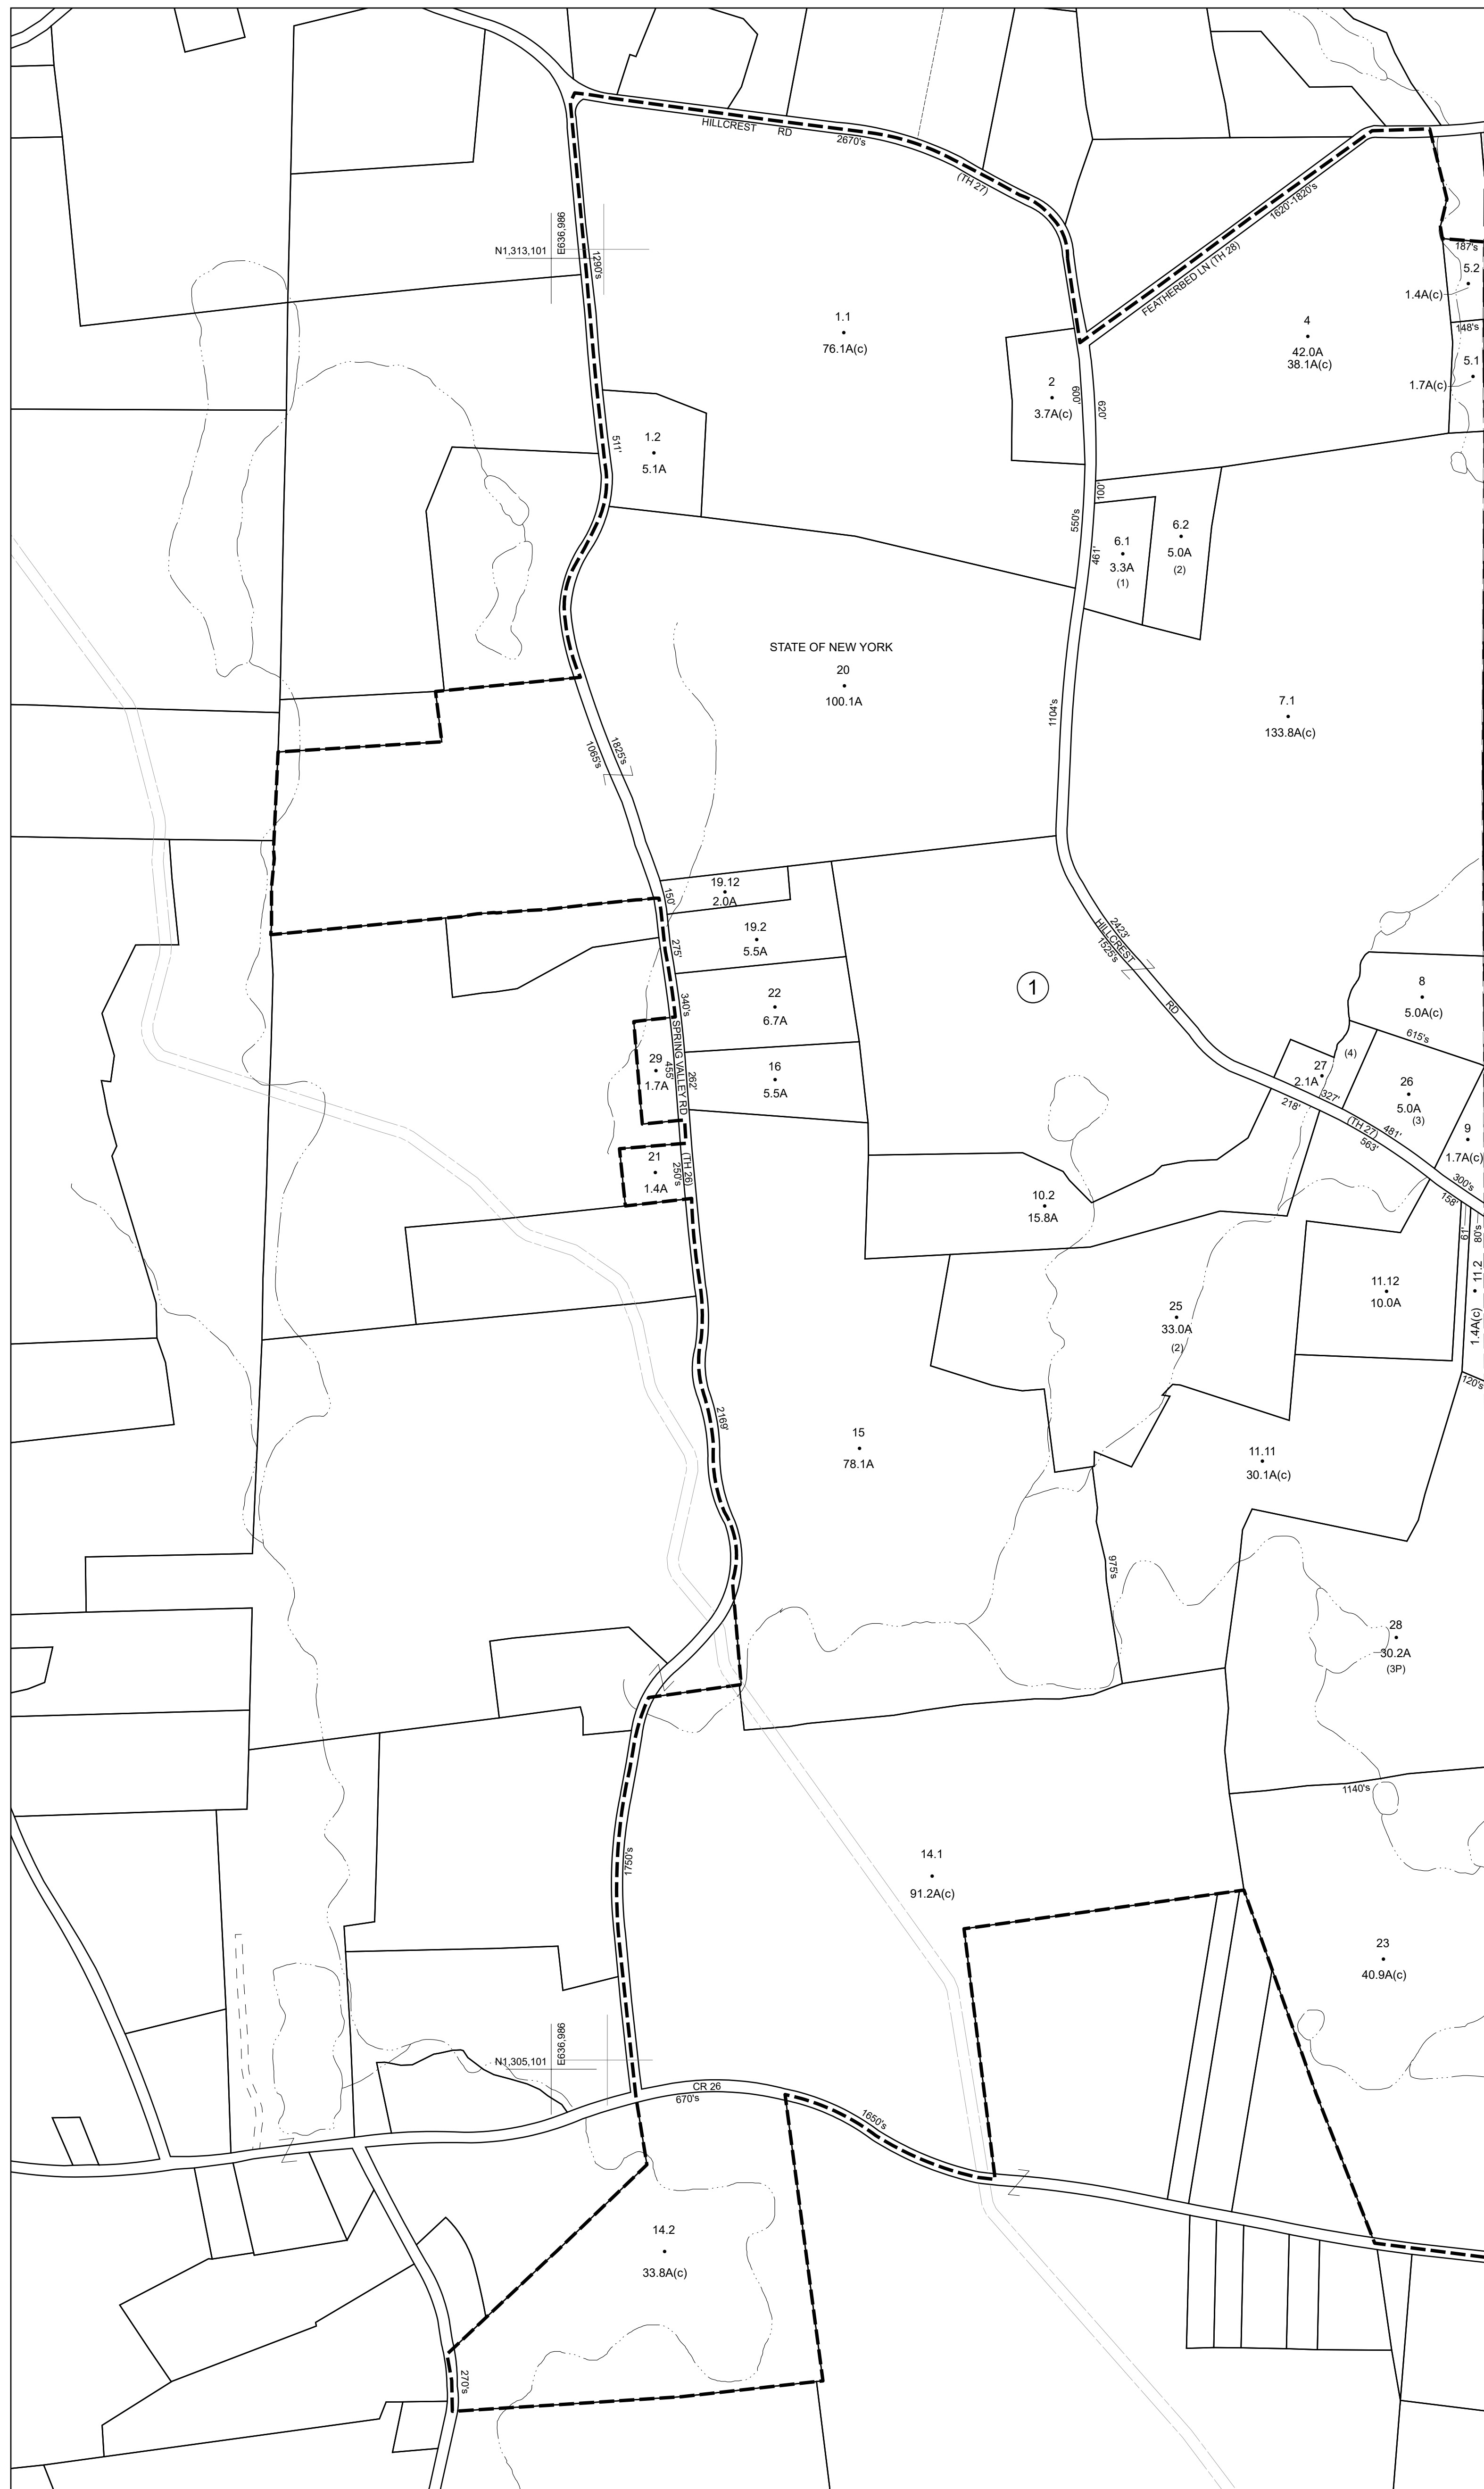 HILLCREST RD
2670's
(TH 27)
1620'-1820's
FEATHERBED LN (TH 28)
N1,313,101
E636,986
1290's
187's
5.2
1.4A(c)
148's
5.1
1.7A(c)
1.1
76.1A(c)
4
42.0A
38.1A(c)
2
3.7A(c)
600'
620'
1.2
5.1A
511'
100'
550's
461'
6.1
3.3A
(1)
6.2
5.0A
(2)
STATE OF NEW YORK
20
100.1A
7.1
133.8A(c)
1104's
1825's
1065's
19.12
2.0A
150'
19.2
5.5A
275'
22
6.7A
340's
16
5.5A
262'
SPRING VALLEY RD
(TH 26)
29
1.7A
455'
21
1.4A
250's
1
2423'
HILLCREST
1525's
RD
8
5.0A(c)
615's
(4)
27
2.1A
327'
218'
26
5.0A
(3)
481'
(TH 27)
563'
9
1.7A(c)
300's
158'
61'
80's
11.2
1.4A(c)
120's
10.2
15.8A
11.12
10.0A
25
33.0A
(2)
2169'
15
78.1A
11.11
30.1A(c)
975's
28
30.2A
(3P)
1140's
14.1
91.2A(c)
1750's
23
40.9A(c)
N1,305,101
E636,986
CR 26
670's
1650's
14.2
33.8A(c)
270's